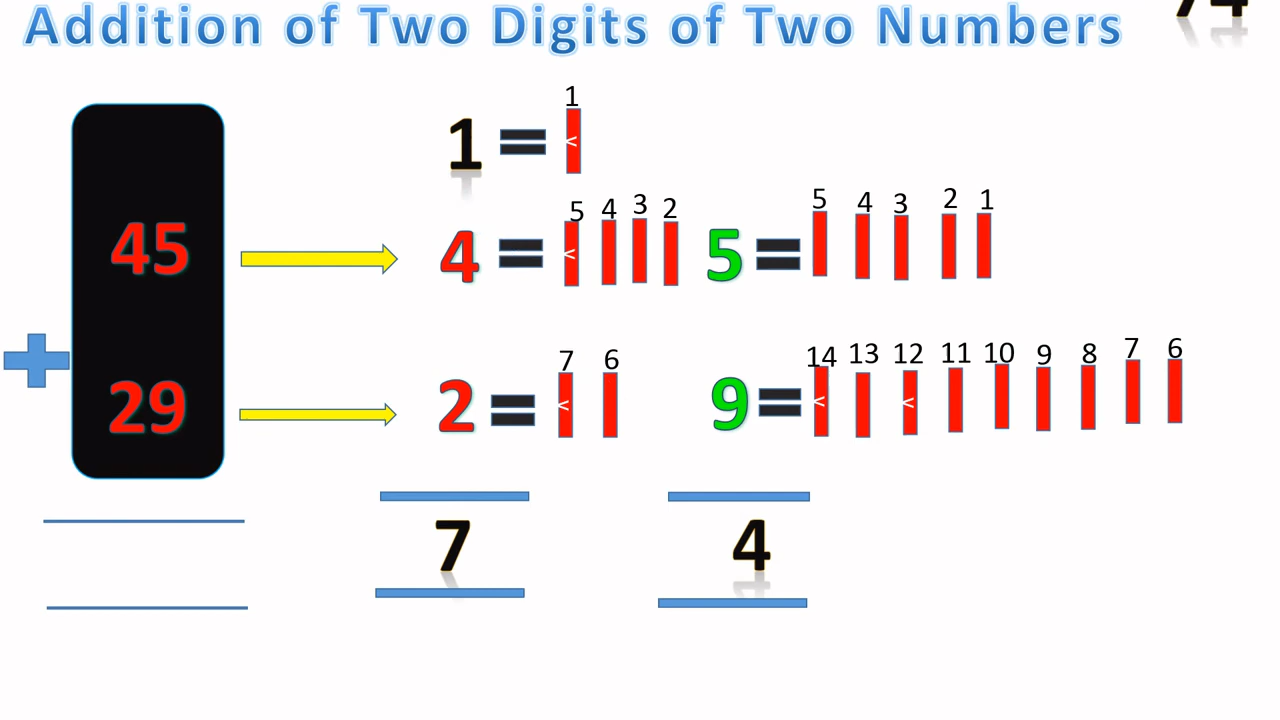 Addition of Two Digits of Two Numbers 74
1
1 =
5 4 3 2 5 4 3 2 1
45 4 = 5 =
7 6 14 13 12 11 10 9 8 7 6
+ 29 2 = 9 =
7 4